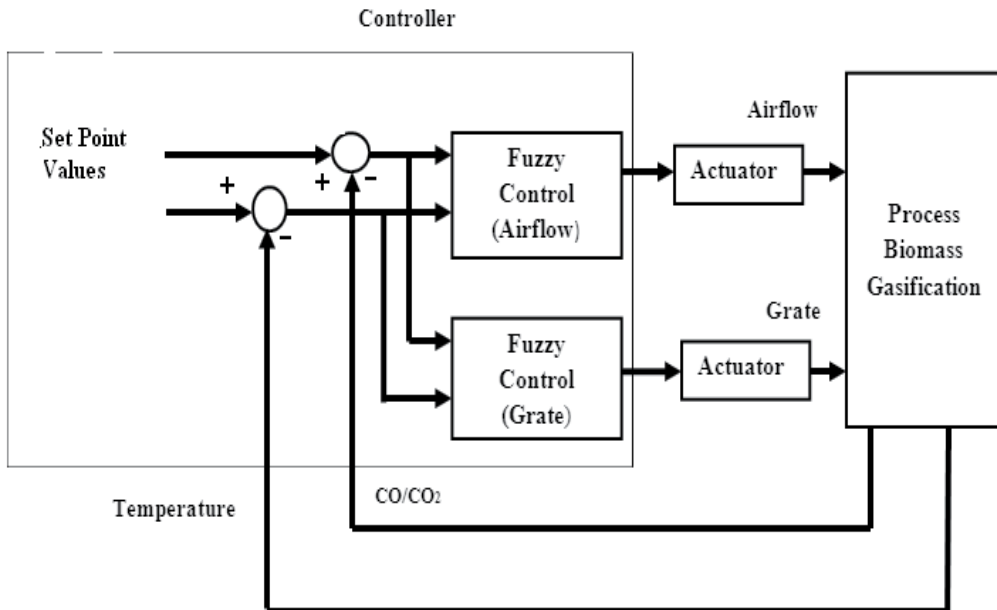 Controller
Set Point
Values
+
-
+
-
Fuzzy
Control
(Airflow)
Airflow
Actuator
Process
Biomass
Gasification
Fuzzy
Control
(Grate)
Grate
Actuator
Temperature
CO/CO₂